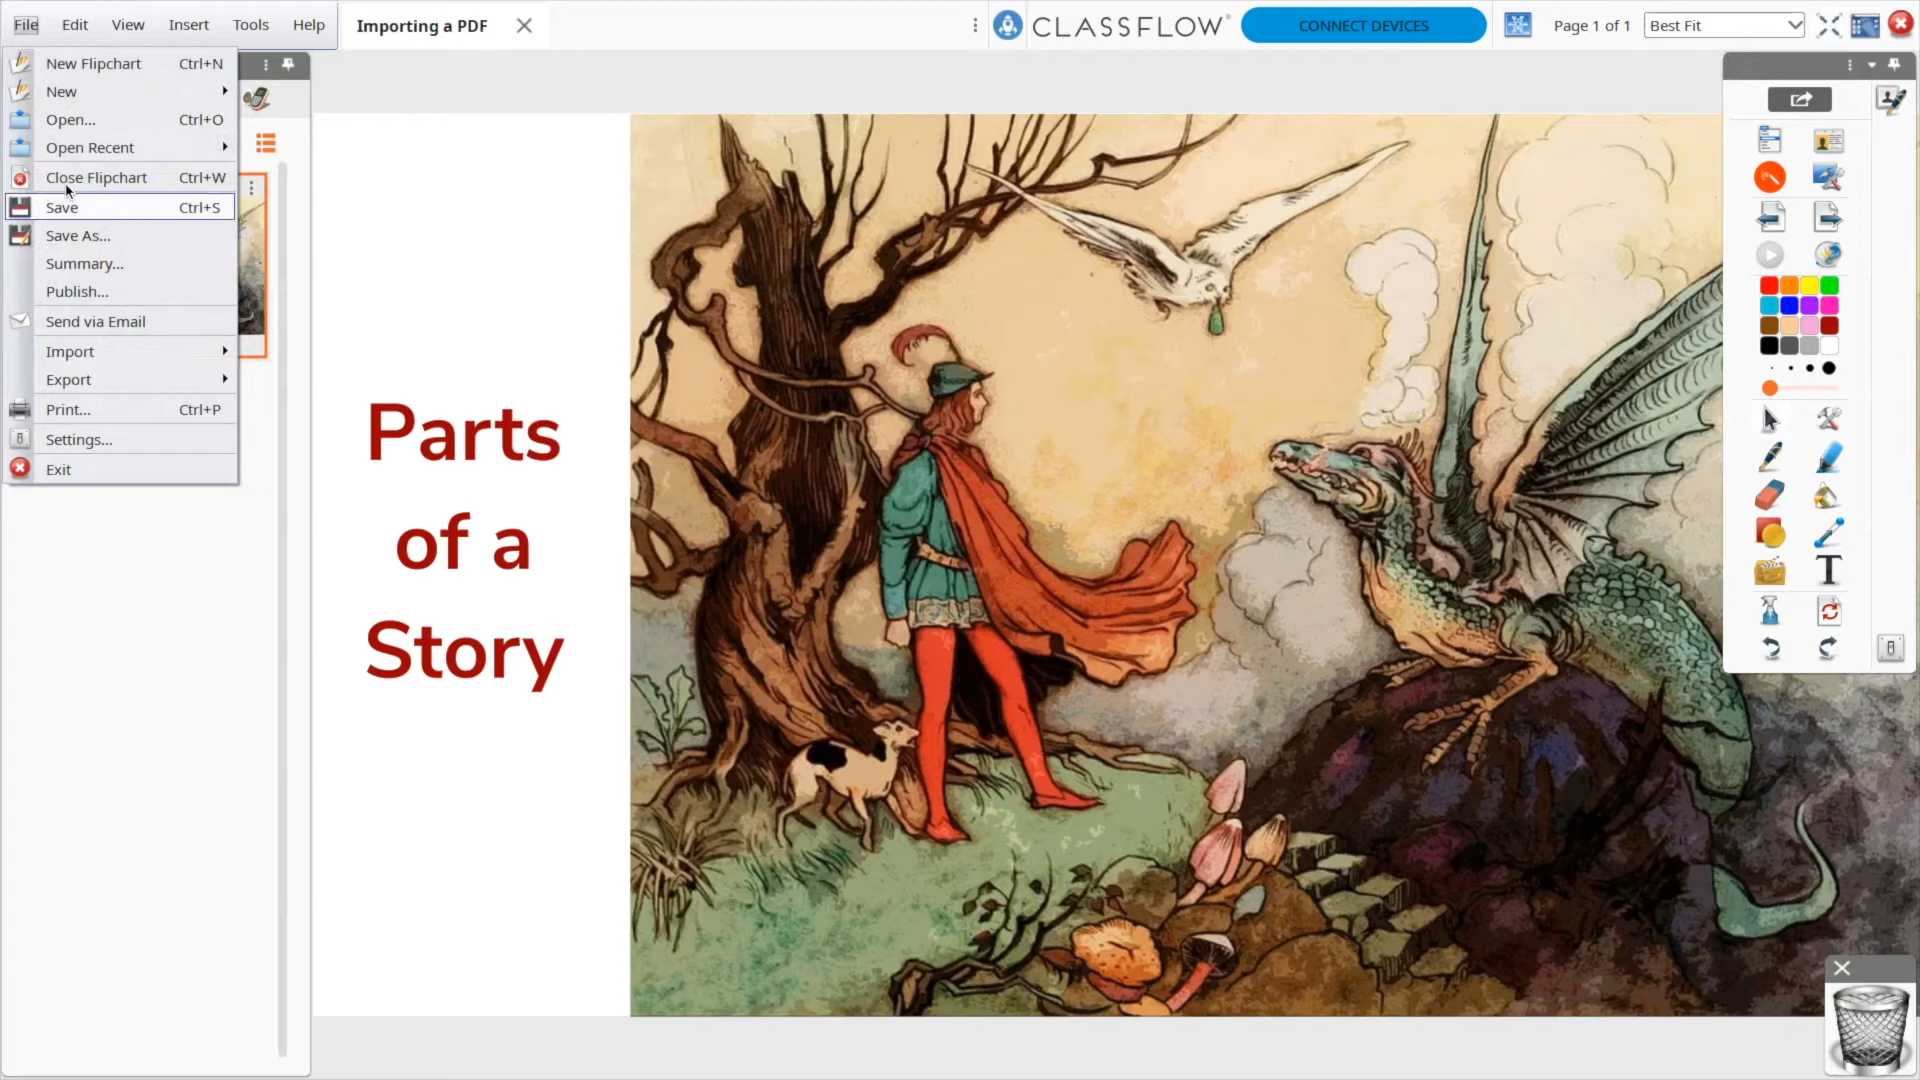 File Edit View Insert Tools Help
Importing a PDF
CLASSFLOW
CONNECT DEVICES
Page 1 of 1
Best Fit
New Flipchart Ctrl+N
New
Open... Ctrl+O
Open Recent
Close Flipchart Ctrl+W
Save Ctrl+S
Save As...
Summary...
Publish...
Send via Email
Import
Export
Print... Ctrl+P
Settings...
Exit
Parts
of a
Story